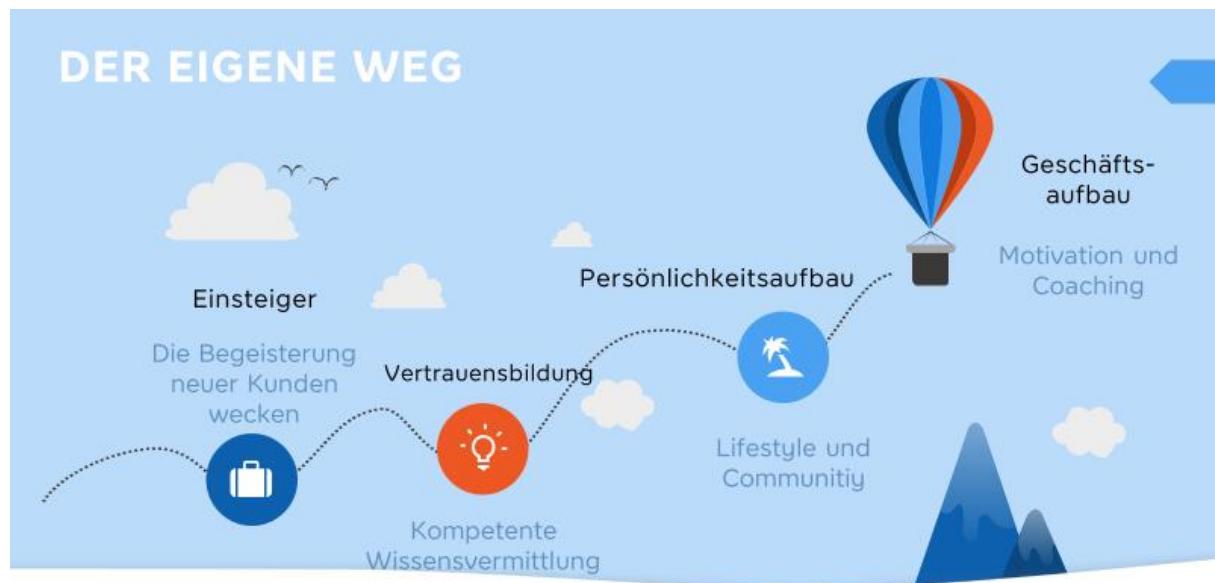 DER EIGENE WEG
Einsteiger
Die Begeisterung
neuer Kunden
wecken
Vertrauensbildung
Kompetente
Wissensvermittlung
Persönlichkeitsaufbau
Lifestyle und
Communitiy
Geschäfts-
aufbau
Motivation und
Coaching